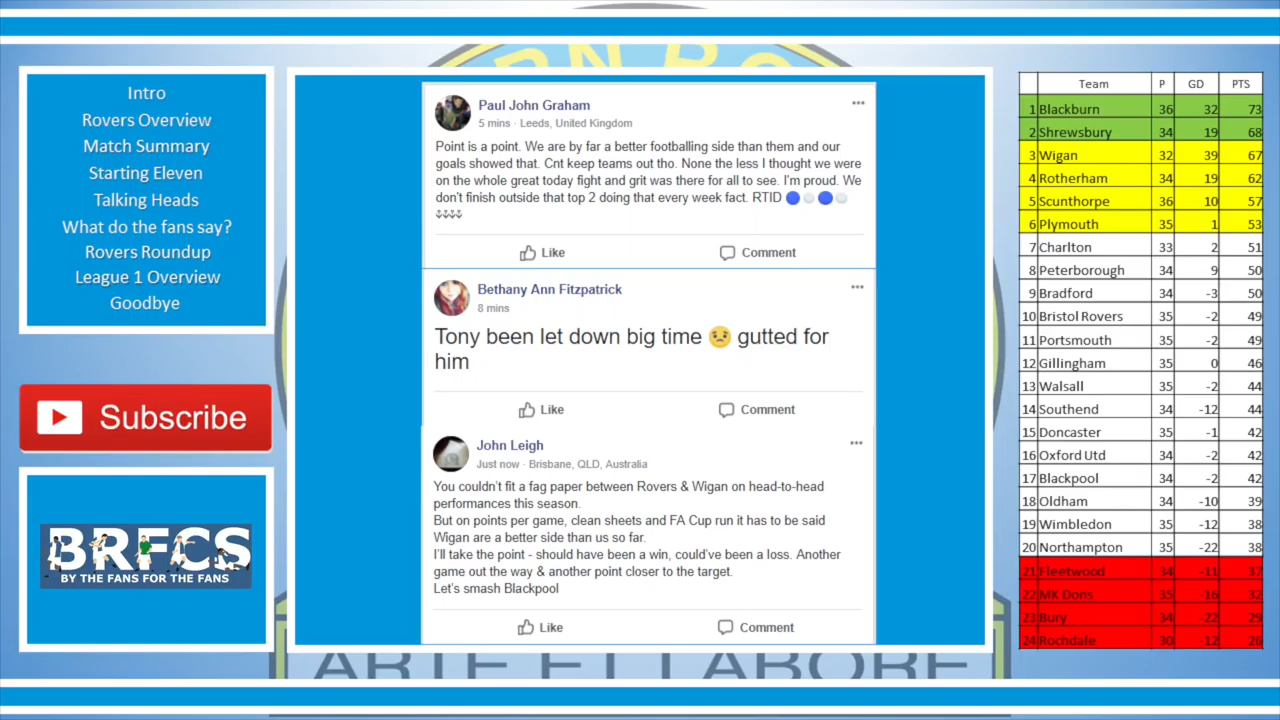 RN RO
Intro
Rovers Overview
Match Summary
Starting Eleven
Talking Heads
What do the fans say?
Rovers Roundup
League 1 Overview
Goodbye
Subscribe
BRFCS
BY THE FANS FOR THE FANS
Paul John Graham
5 mins · Leeds, United Kingdom
Point is a point. We are by far a better footballing side than them and our
goals showed that. Cnt keep teams out tho. None the less I thought we were
on the whole great today fight and grit was there for all to see. I'm proud. We
don't finish outside that top 2 doing that every week fact. RTID 🔵⚪🔵⚪
Like Comment
Bethany Ann Fitzpatrick
8 mins
Tony been let down big time 😟 gutted for
him
Like Comment
John Leigh
Just now · Brisbane, QLD, Australia
You couldn't fit a fag paper between Rovers & Wigan on head-to-head
performances this season.
But on points per game, clean sheets and FA Cup run it has to be said
Wigan are a better side than us so far.
I'll take the point - should have been a win, could've been a loss. Another
game out the way & another point closer to the target.
Let's smash Blackpool
Like Comment
Team P GD PTS
1 Blackburn 36 32 73
2 Shrewsbury 34 19 68
3 Wigan 32 39 67
4 Rotherham 34 19 62
5 Scunthorpe 36 10 57
6 Plymouth 35 1 53
7 Charlton 33 2 51
8 Peterborough 34 9 50
9 Bradford 34 -3 50
10 Bristol Rovers 35 -2 49
11 Portsmouth 35 -2 49
12 Gillingham 35 0 46
13 Walsall 35 -2 44
14 Southend 34 -12 44
15 Doncaster 35 -1 42
16 Oxford Utd 34 -2 42
17 Blackpool 34 -2 42
18 Oldham 34 -10 39
19 Wimbledon 35 -12 38
20 Northampton 35 -22 38
21 Fleetwood 34 -11 37
22 MK Dons 35 -16 32
23 Bury 34 -22 29
24 Rochdale 30 -12 26
ARTE ET LABORE